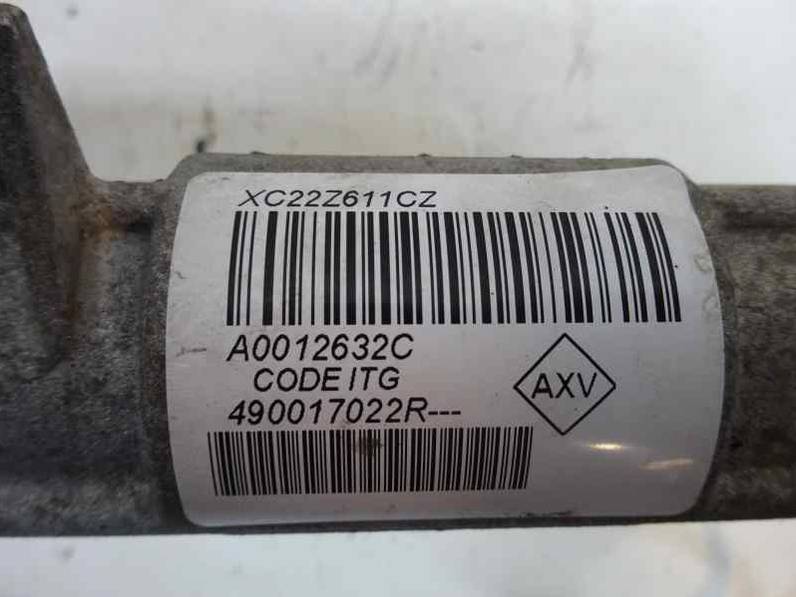 XC22Z611CZ
A0012632C
CODE ITG
AXV
490017022R---